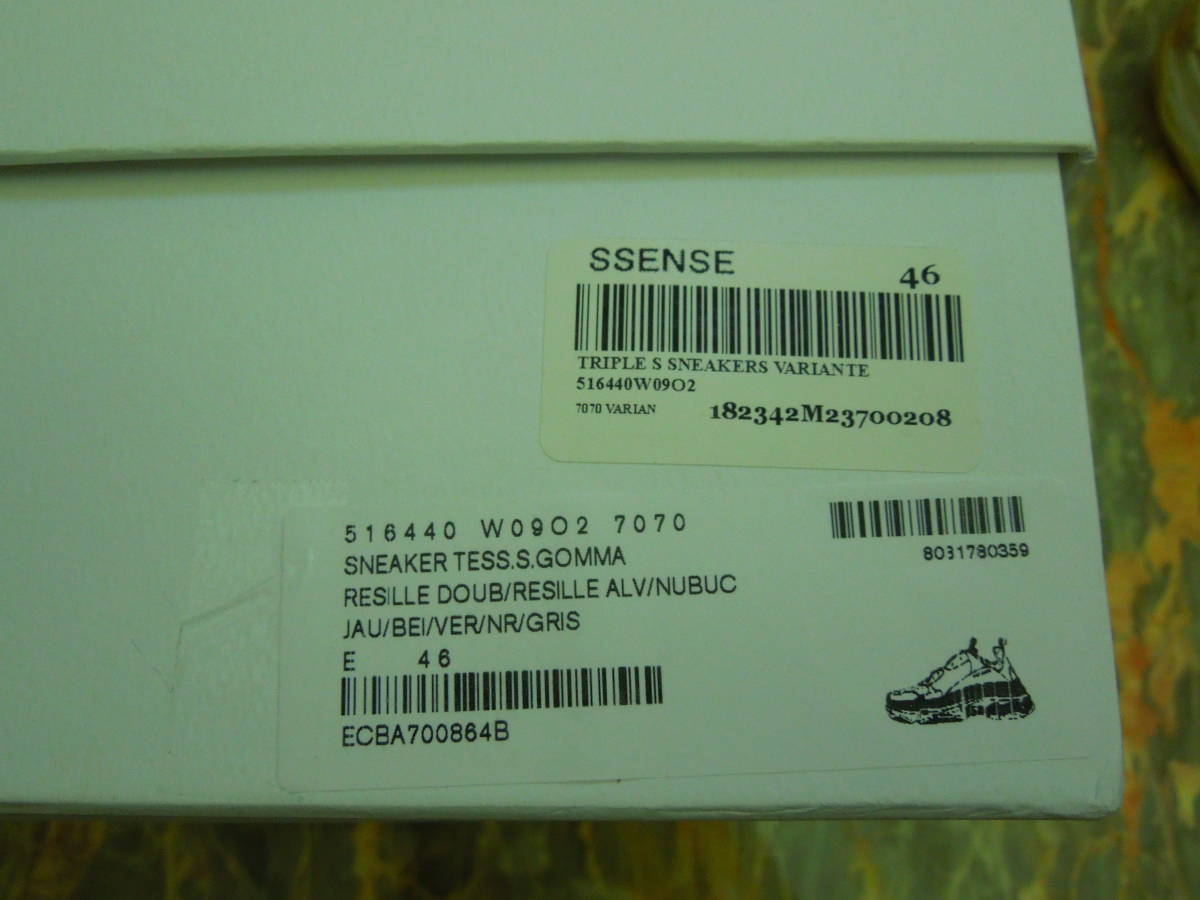 SSENSE 46
TRIPLE S SNEAKERS VARIANTE
516440W09O2
7070 VARIAN 182342M23700208
516440 W09O2 7070
8031780359
SNEAKER TESS.S.GOMMA
RESILLE DOUB/RESILLE ALV/NUBUC
JAU/BEI/VER/NR/GRIS
E 46
ECBA700864B